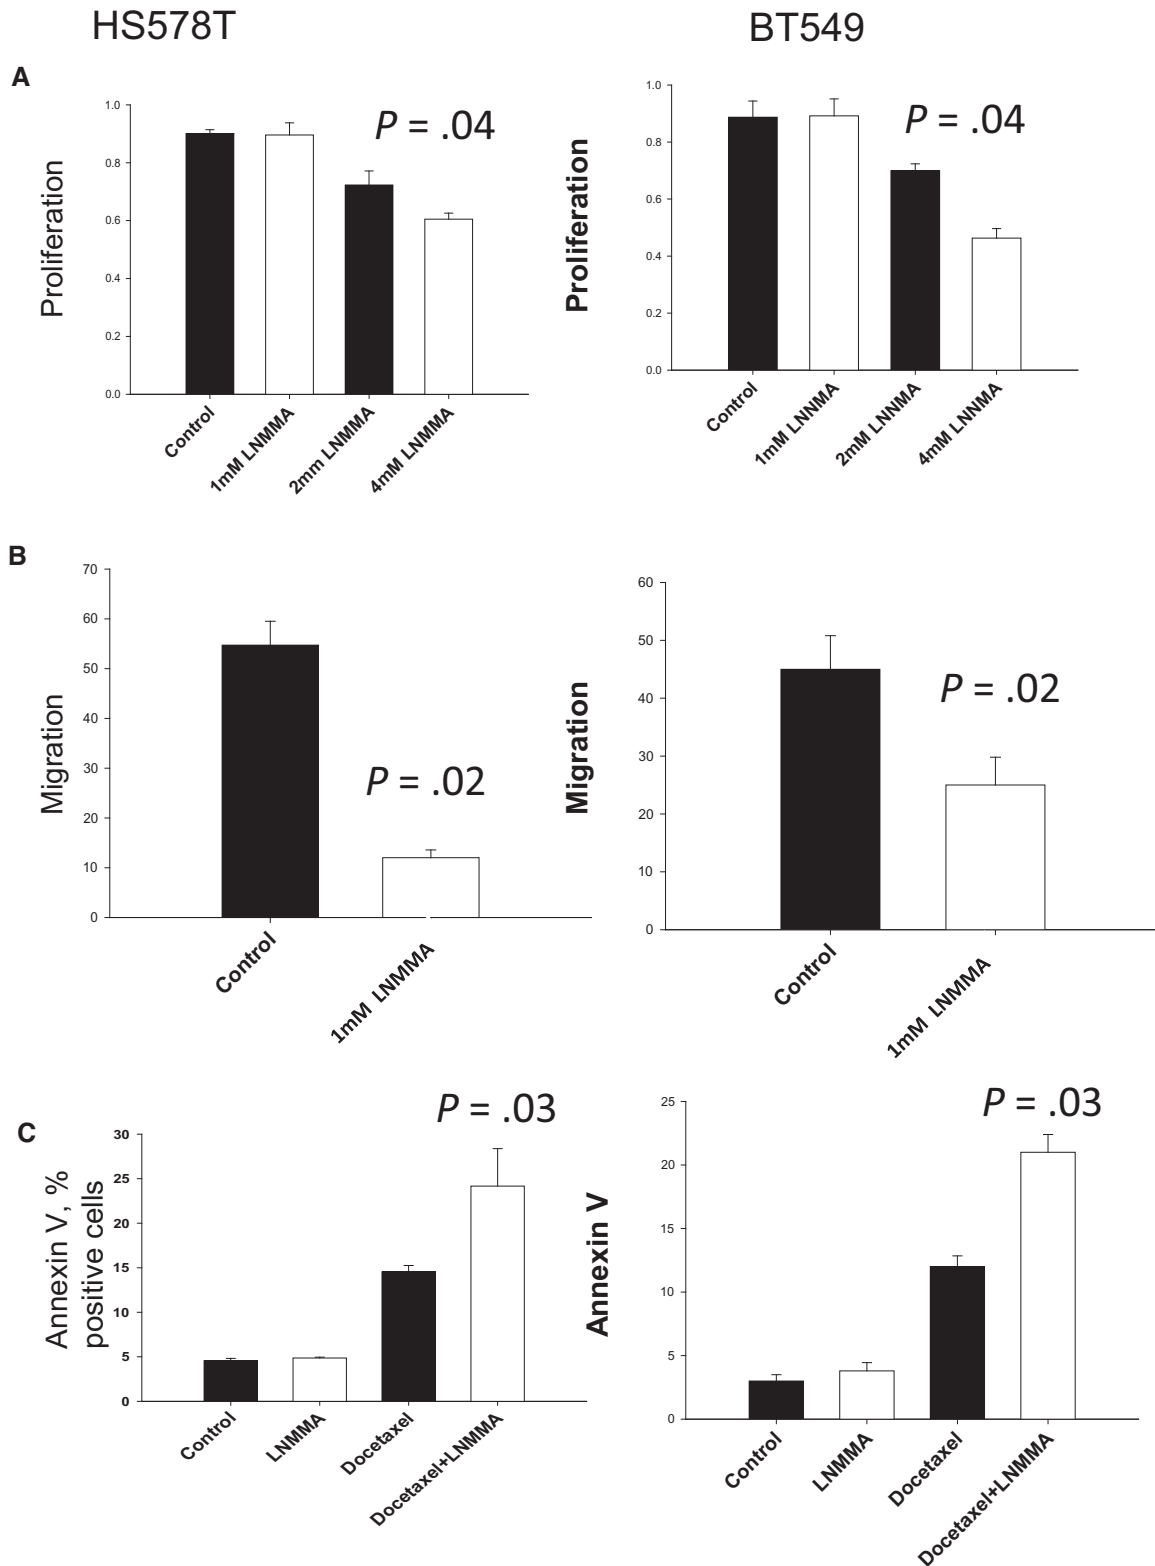 HS578T
BT549
A
Proliferation
1.0
0.8
0.6
0.4
0.2
0.0
P = .04
Control
1mM LNMMA
2mm LNMMA
4mM LNMMA
Proliferation
1.0
0.8
0.6
0.4
0.2
0.0
P = .04
Control
1mM LNNMA
2mM LNNMA
4mM LNNMA
B
Migration
70
60
50
40
30
20
10
0
P = .02
Control
1mM LNMMA
Migration
60
50
40
30
20
10
0
P = .02
Control
1mM LNMMA
C
Annexin V, %
positive cells
30
25
20
15
10
5
0
P = .03
Control
LNMMA
Docetaxel
Docetaxel+LNMMA
Annexin V
25
20
15
10
5
0
P = .03
Control
LNMMA
Docetaxel
Docetaxel+LNMMA